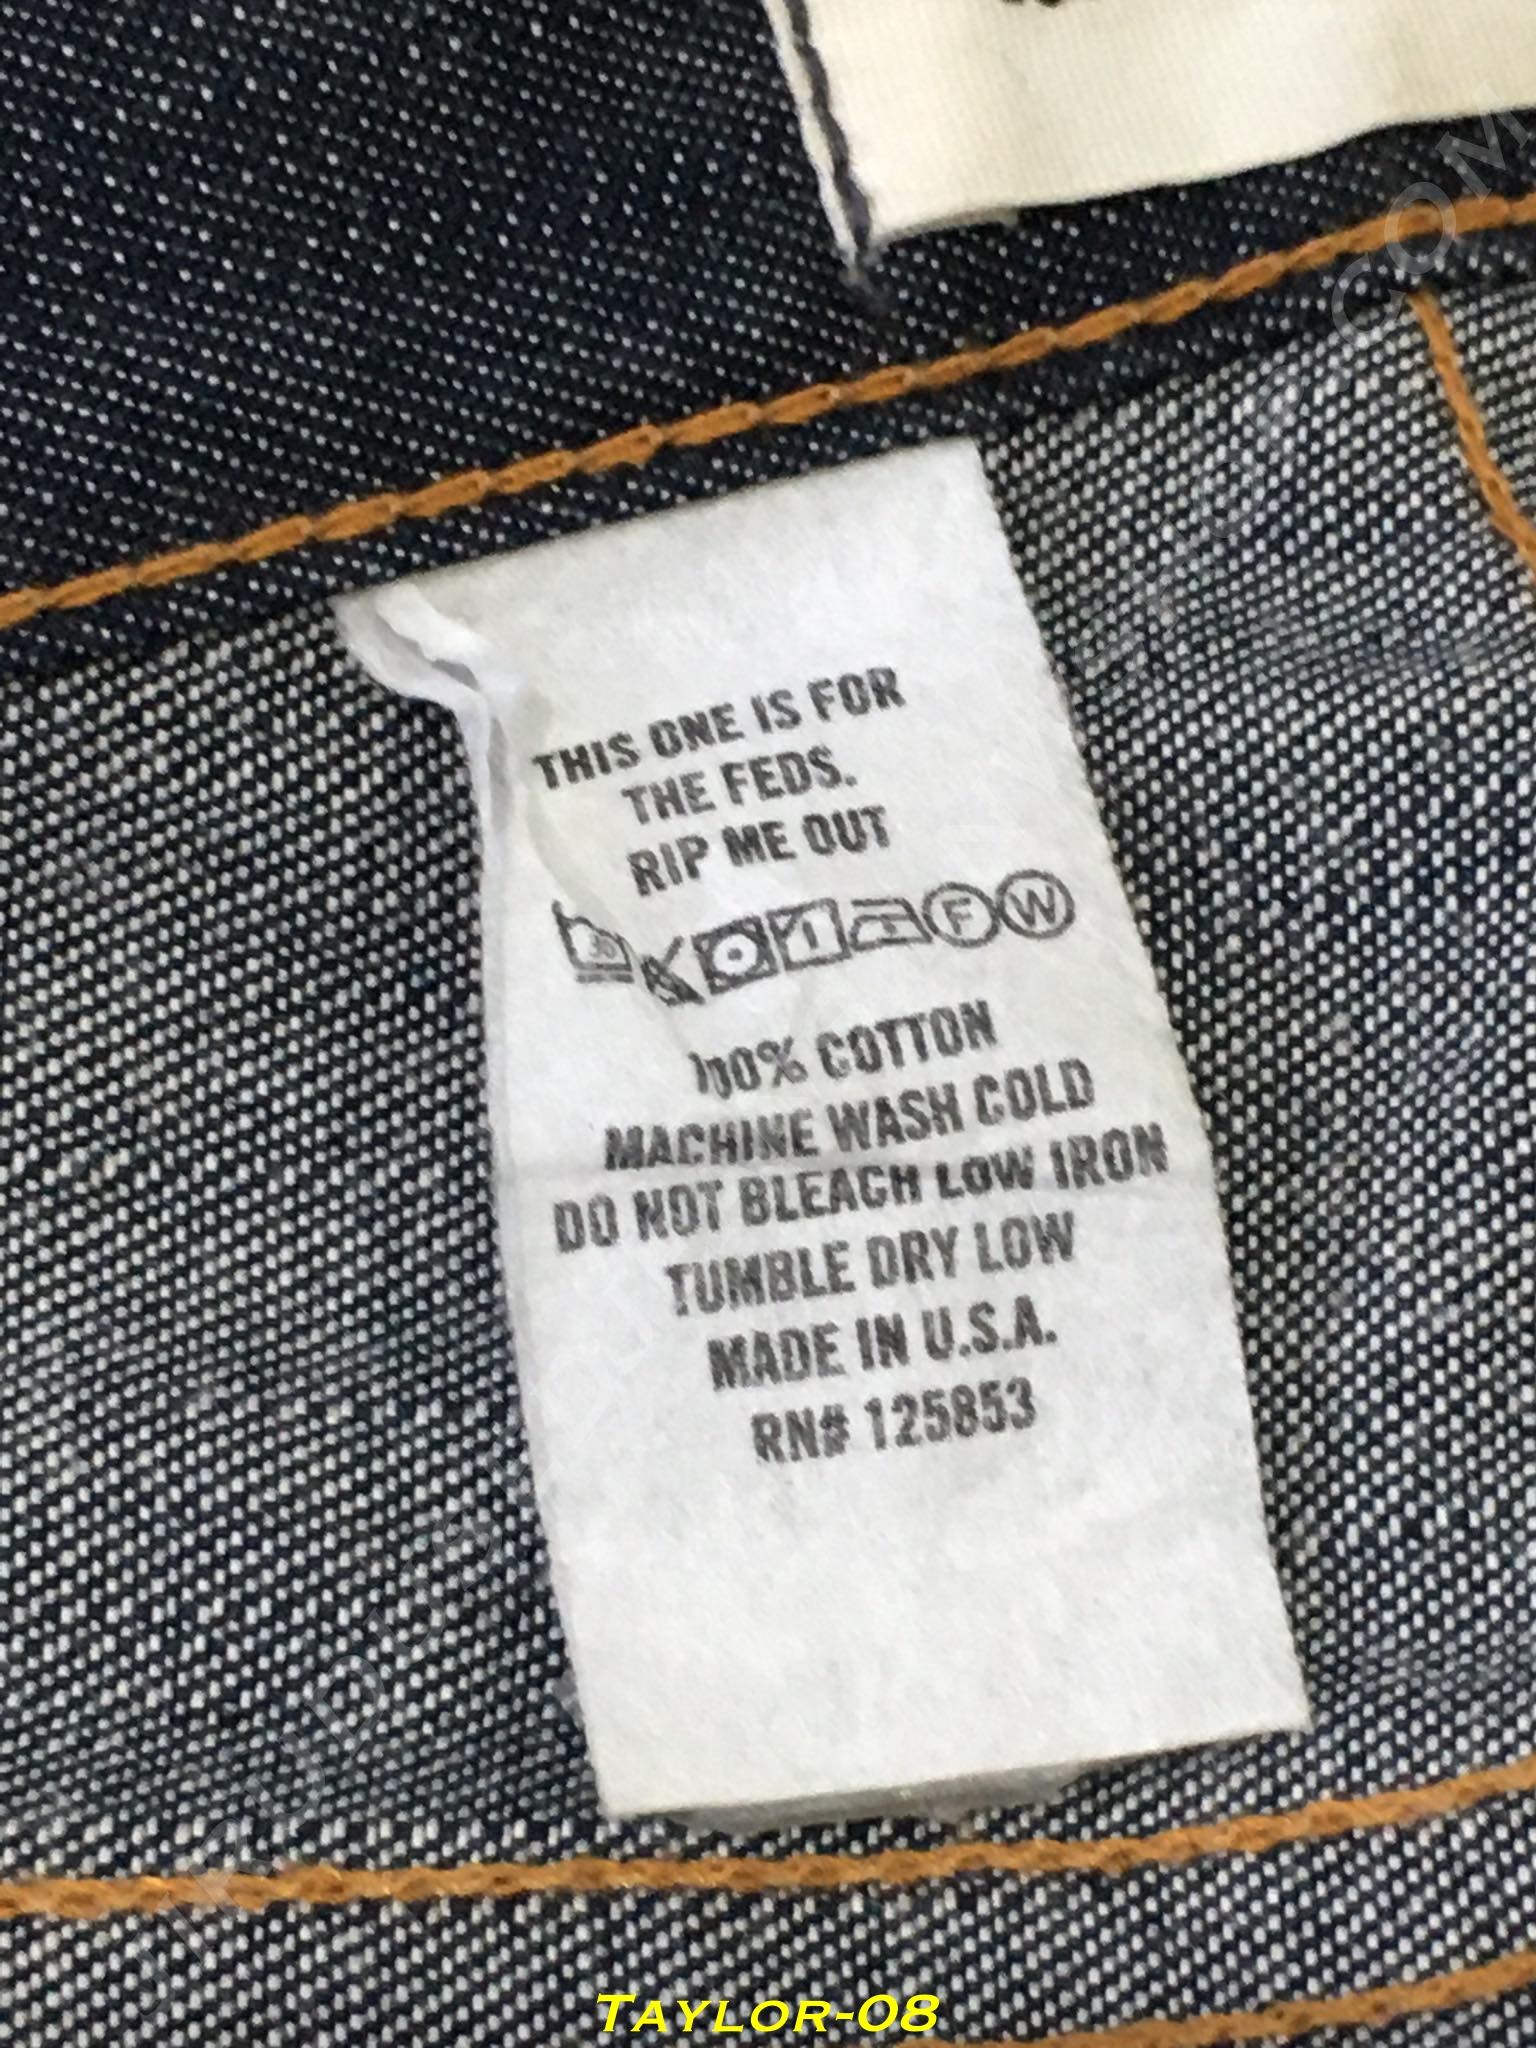 THIS ONE IS FOR
THE FEDS.
RIP ME OUT
30 F W
100% COTTON
MACHINE WASH COLD
DO NOT BLEACH LOW IRON
TUMBLE DRY LOW
MADE IN U.S.A.
RN# 125853
TAYLOR-08